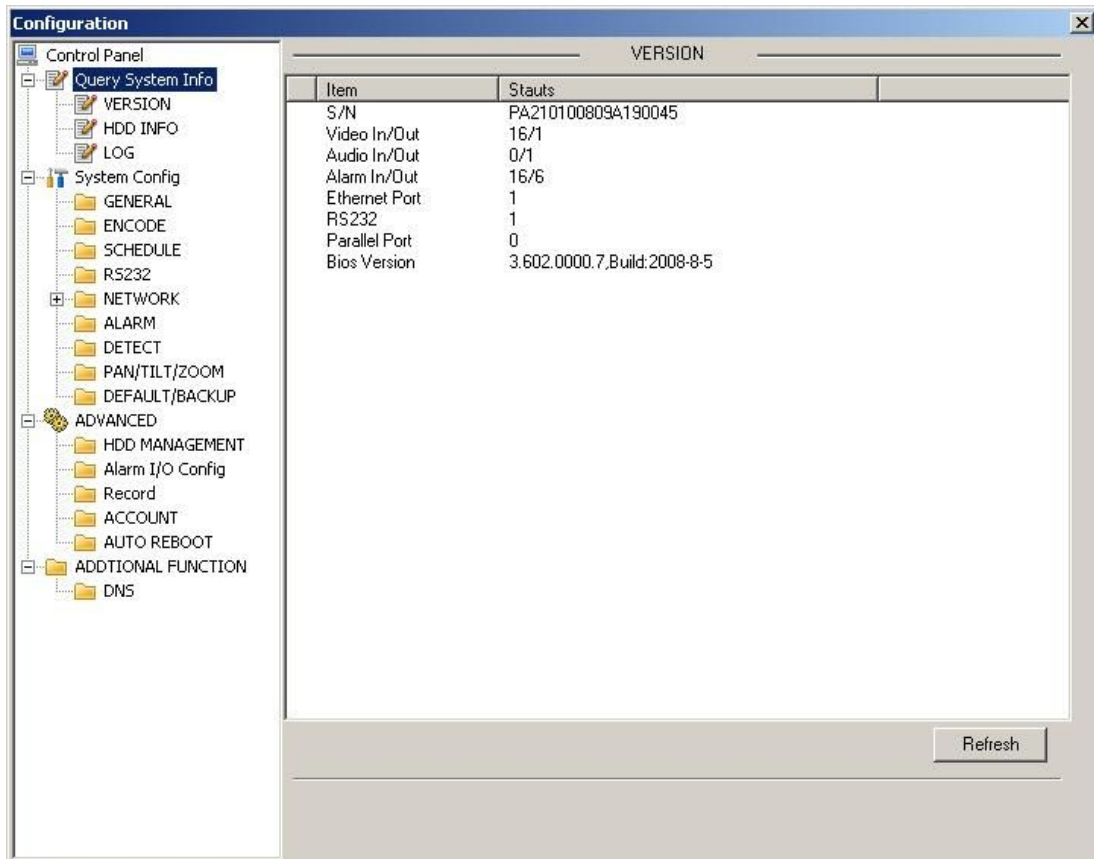 Configuration
Control Panel
Query System Info
VERSION
HDD INFO
LOG
System Config
GENERAL
ENCODE
SCHEDULE
RS232
NETWORK
ALARM
DETECT
PAN/TILT/ZOOM
DEFAULT/BACKUP
ADVANCED
HDD MANAGEMENT
Alarm I/O Config
Record
ACCOUNT
AUTO REBOOT
ADDTIONAL FUNCTION
DNS
VERSION
Item Stauts
S/N PA210100809A190045
Video In/Out 16/1
Audio In/Out 0/1
Alarm In/Out 16/6
Ethernet Port 1
RS232 1
Parallel Port 0
Bios Version 3.602.0000.7,Build:2008-8-5
Refresh